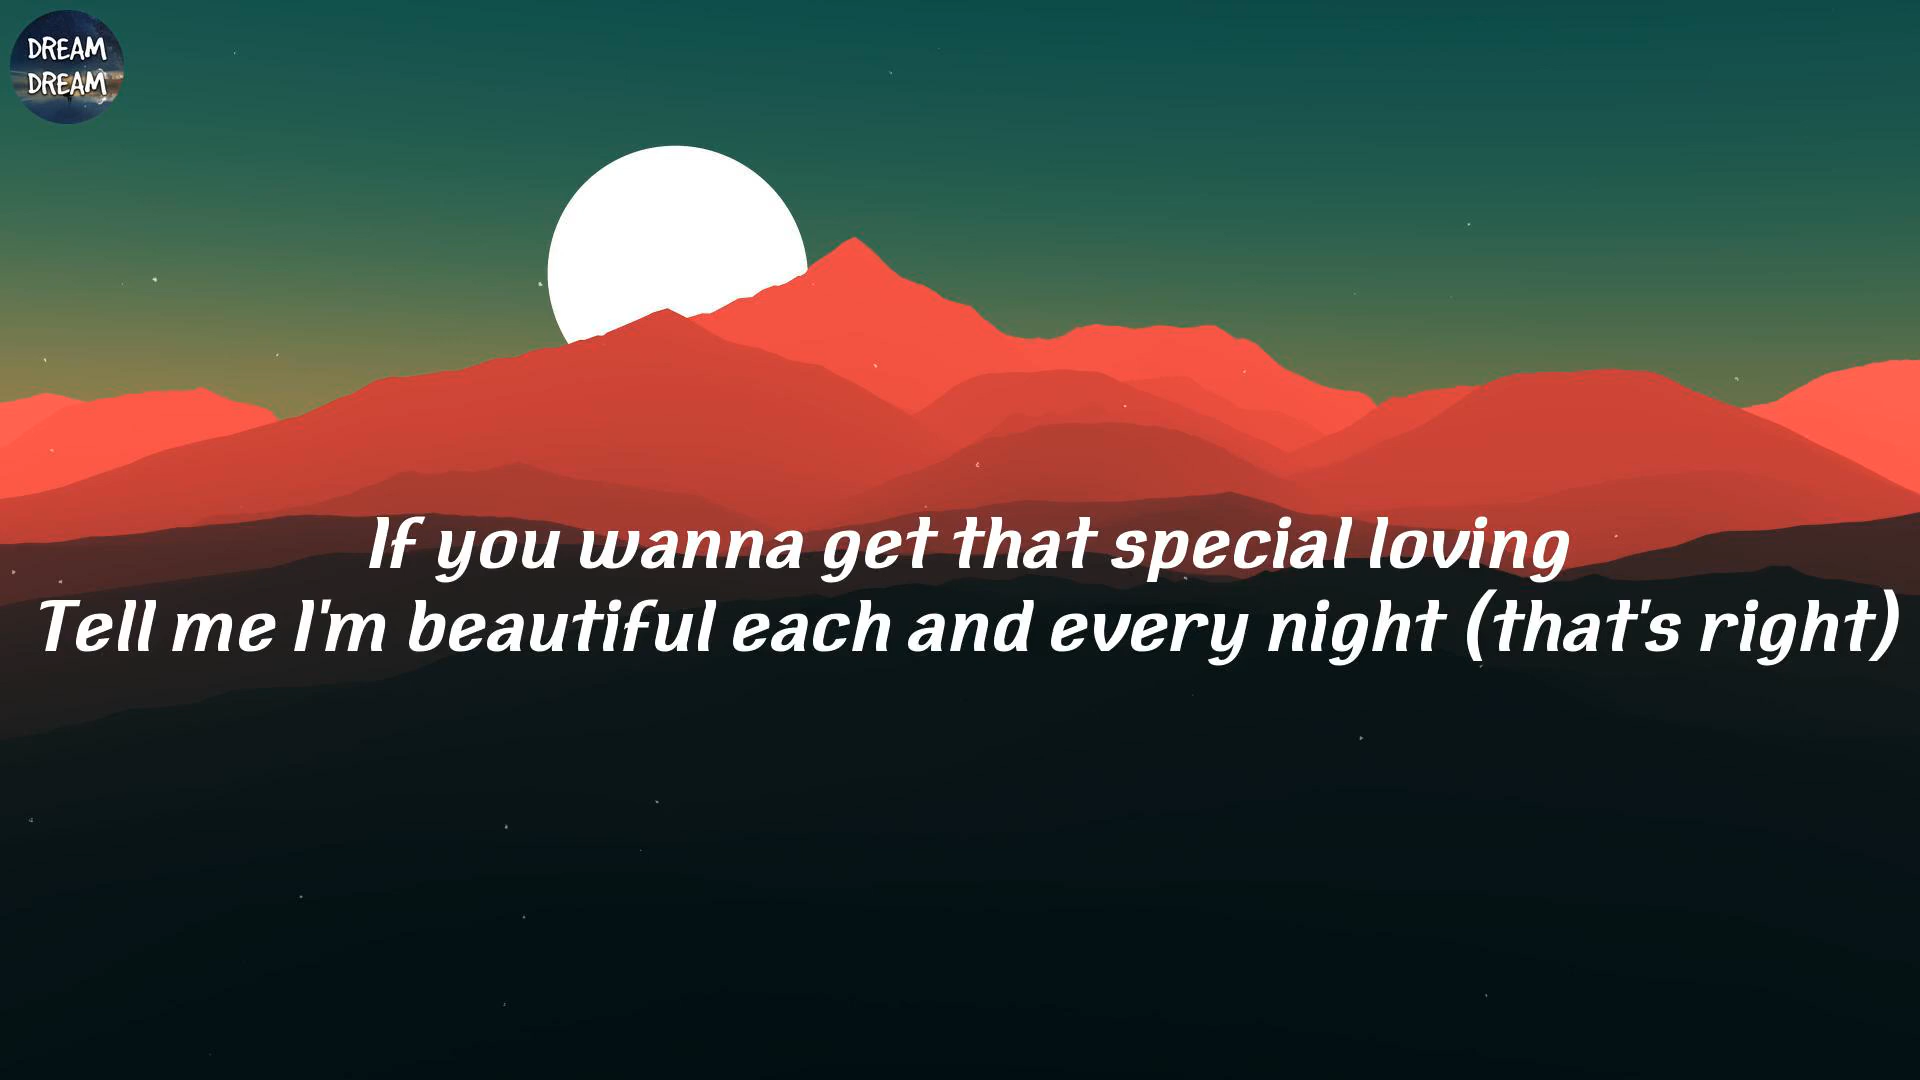 DREAM
DREAM
If you wanna get that special loving
Tell me I'm beautiful each and every night (that's right)